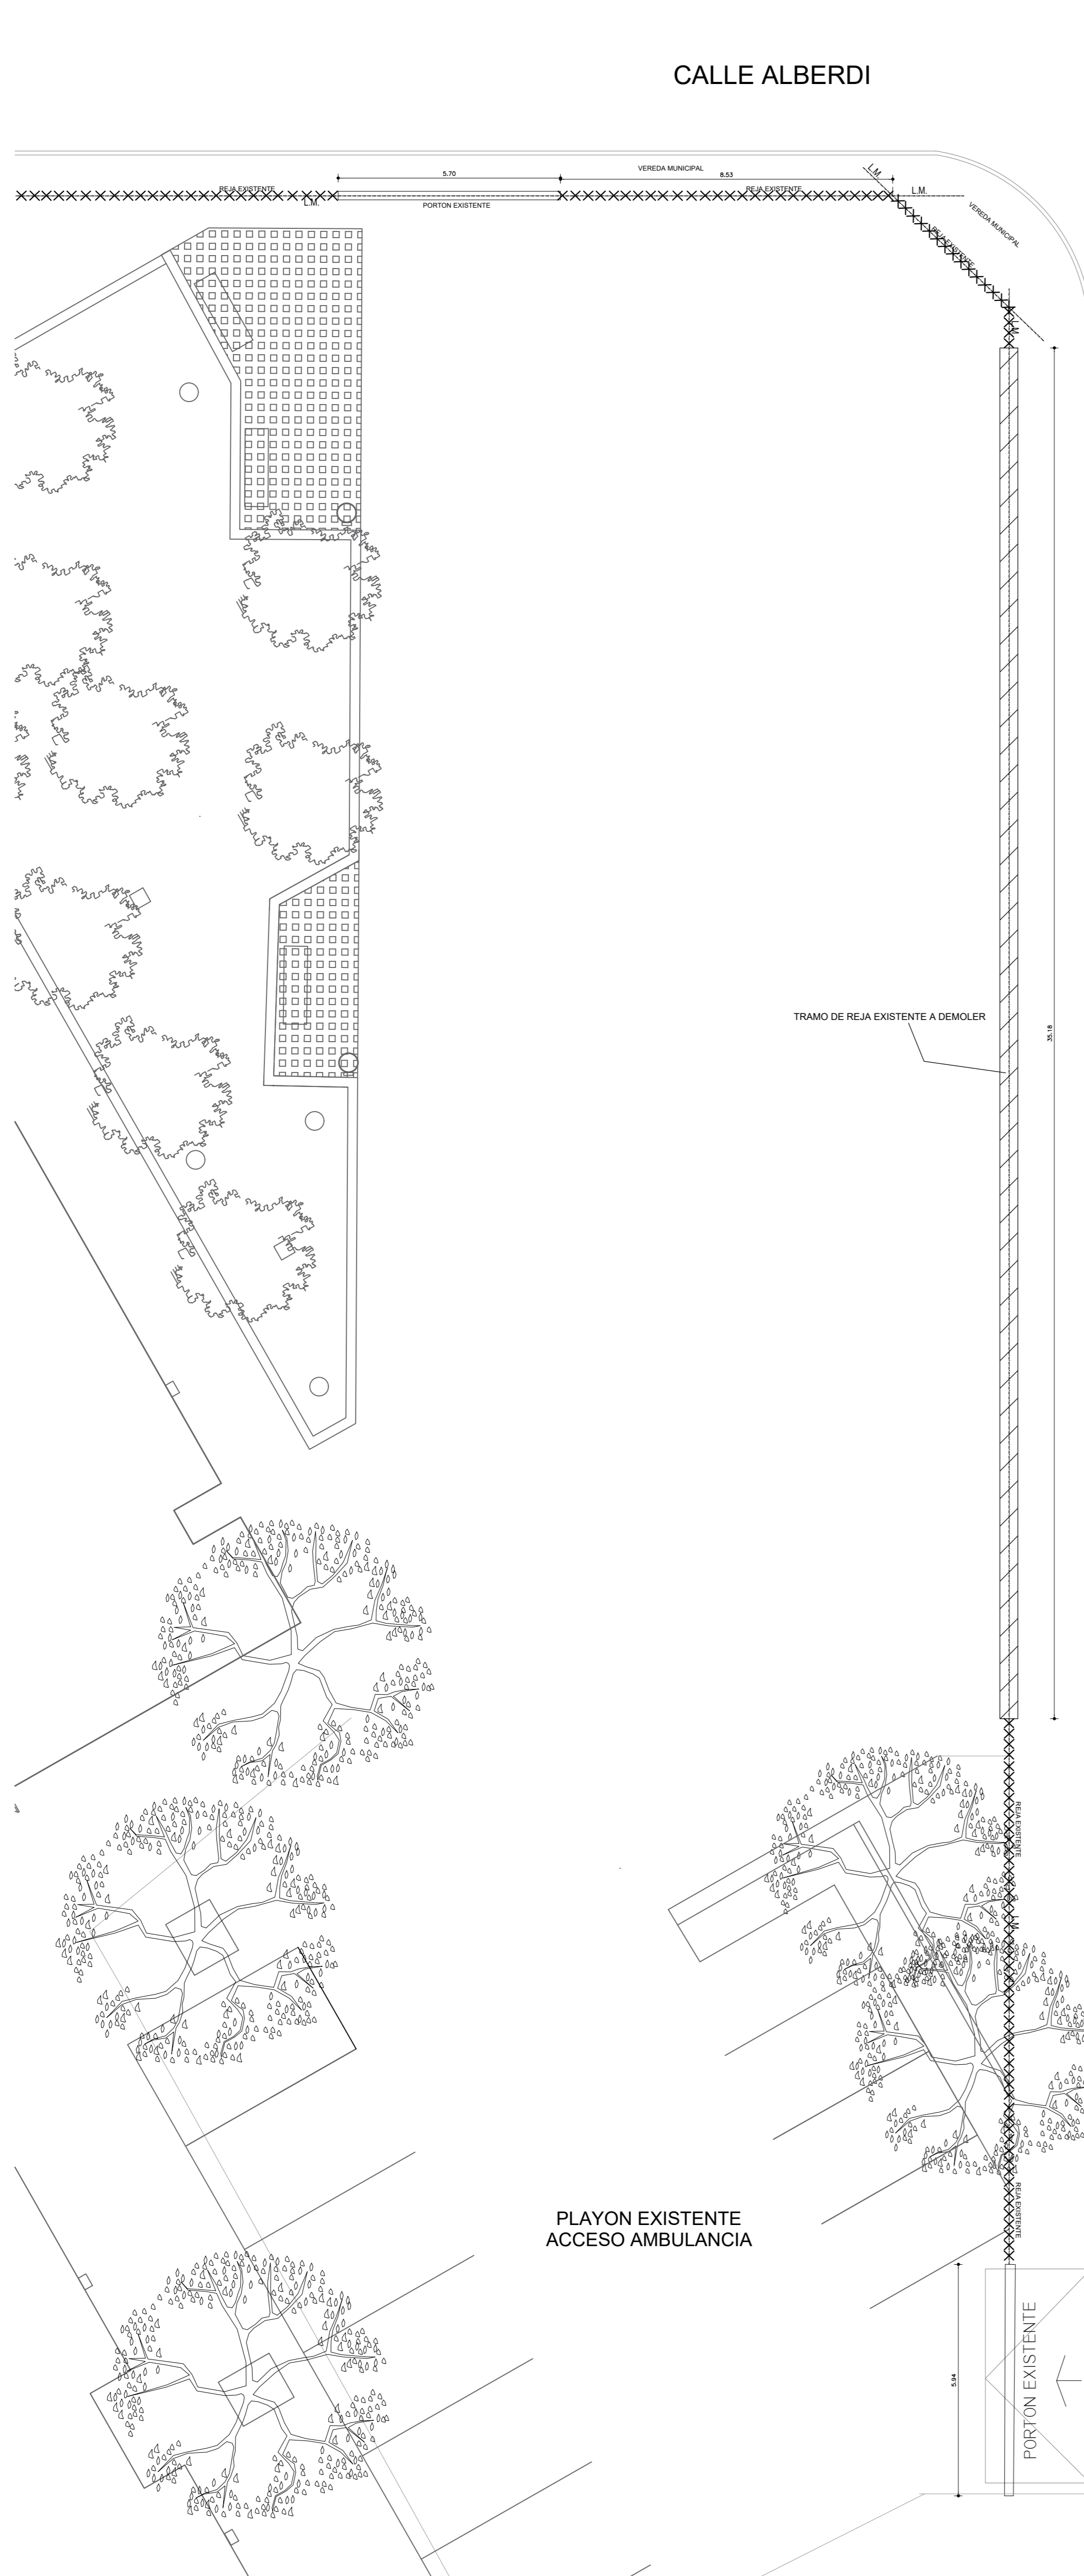 CALLE ALBERDI
VEREDA MUNICIPAL
5.70
8.53
L.M.
REJA EXISTENTE
REJA EXISTENTE
L.M.
L.M.
PORTON EXISTENTE
VEREDA MUNICIPAL
REJA EXISTENTE
L.M.
TRAMO DE REJA EXISTENTE A DEMOLER
35.18
REJA EXISTENTE
L.M.
REJA EXISTENTE
PLAYON EXISTENTE
ACCESO AMBULANCIA
5.94
PORTON EXISTENTE